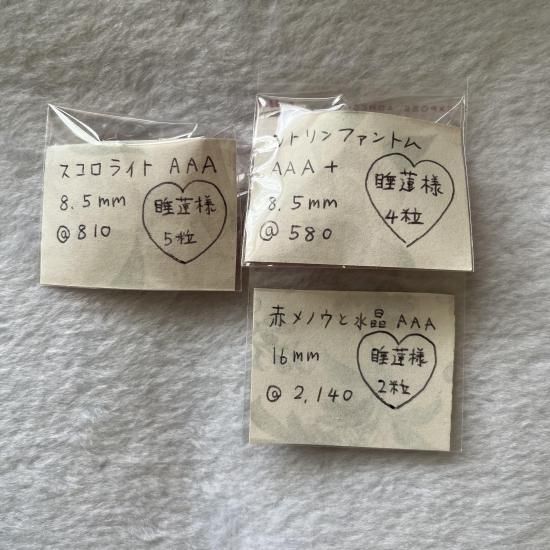 スコロライト AAA
8.5mm
@810
睡蓮様
5粒
シトリンファントム
AAA+
8.5mm
@580
睡蓮様
4粒
赤メノウと水晶 AAA
16mm
@ 2,140
睡蓮様
2粒